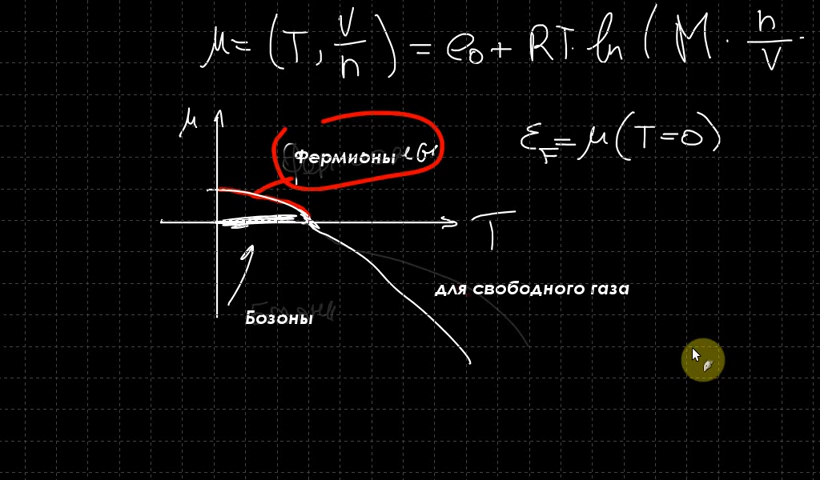 μ = (T, V/n) = e₀ + RT · ln (M · n/V ·
μ
Фермионы
ε_F = μ(T=0)
T
для свободного газа
Бозоны